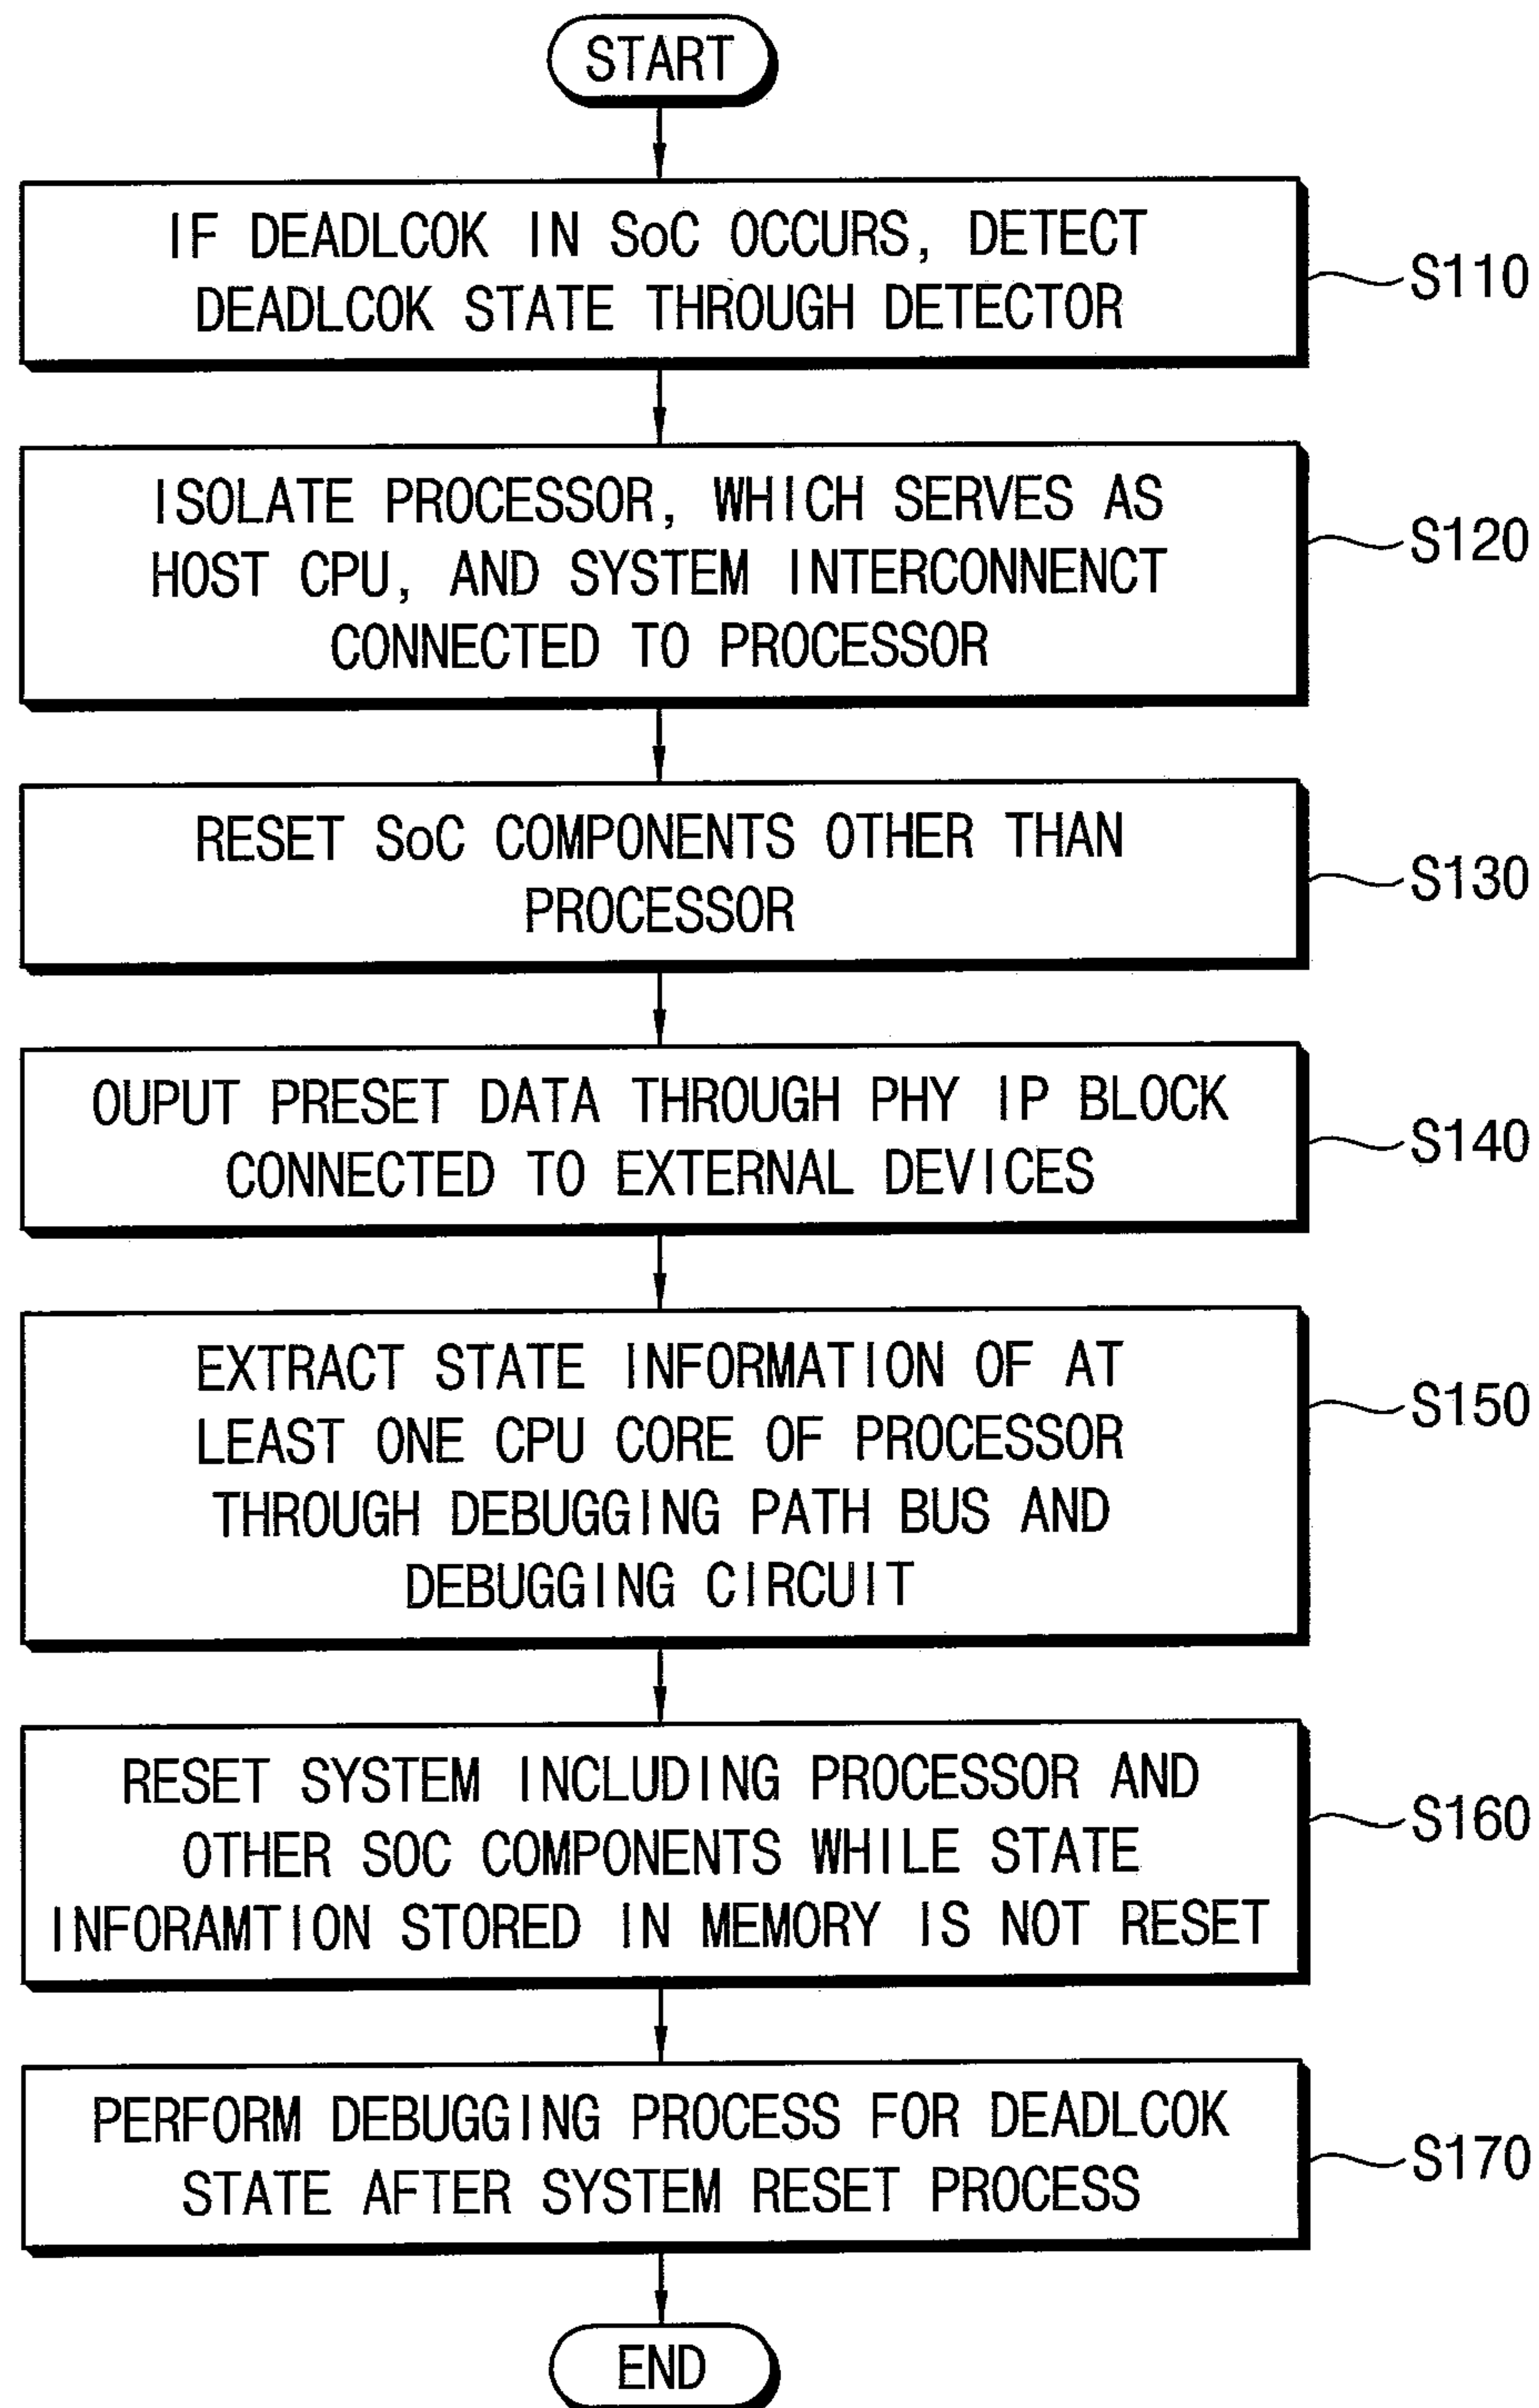 START
IF DEADLCOK IN SoC OCCURS, DETECT
DEADLCOK STATE THROUGH DETECTOR
S110
ISOLATE PROCESSOR, WHICH SERVES AS
HOST CPU, AND SYSTEM INTERCONNENCT
CONNECTED TO PROCESSOR
S120
RESET SoC COMPONENTS OTHER THAN
PROCESSOR
S130
OUPUT PRESET DATA THROUGH PHY IP BLOCK
CONNECTED TO EXTERNAL DEVICES
S140
EXTRACT STATE INFORMATION OF AT
LEAST ONE CPU CORE OF PROCESSOR
THROUGH DEBUGGING PATH BUS AND
DEBUGGING CIRCUIT
S150
RESET SYSTEM INCLUDING PROCESSOR AND
OTHER SOC COMPONENTS WHILE STATE
INFORAMTION STORED IN MEMORY IS NOT RESET
S160
PERFORM DEBUGGING PROCESS FOR DEADLCOK
STATE AFTER SYSTEM RESET PROCESS
S170
END